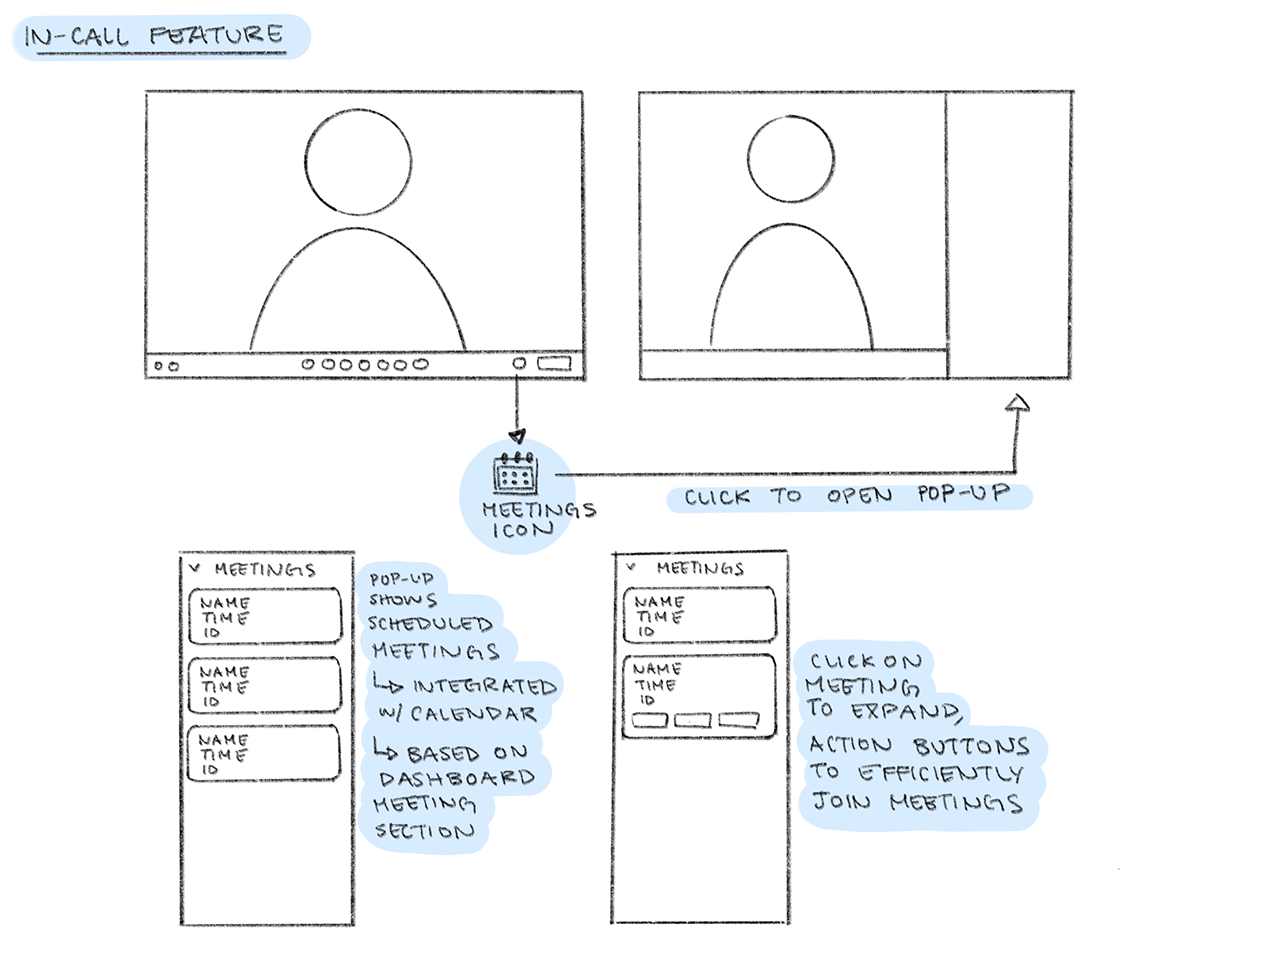 IN-CALL FEATURE
MEETINGS
ICON
CLICK TO OPEN POP-UP
MEETINGS
NAME
TIME
ID
NAME
TIME
ID
NAME
TIME
ID
POP-UP
SHOWS
SCHEDULED
MEETINGS
↳ INTEGRATED
W/ CALENDAR
↳ BASED ON
DASHBOARD
MEETING
SECTION
MEETINGS
NAME
TIME
ID
NAME
TIME
ID
CLICK ON
MEETING
TO EXPAND,
ACTION BUTTONS
TO EFFICIENTLY
JOIN MEETINGS